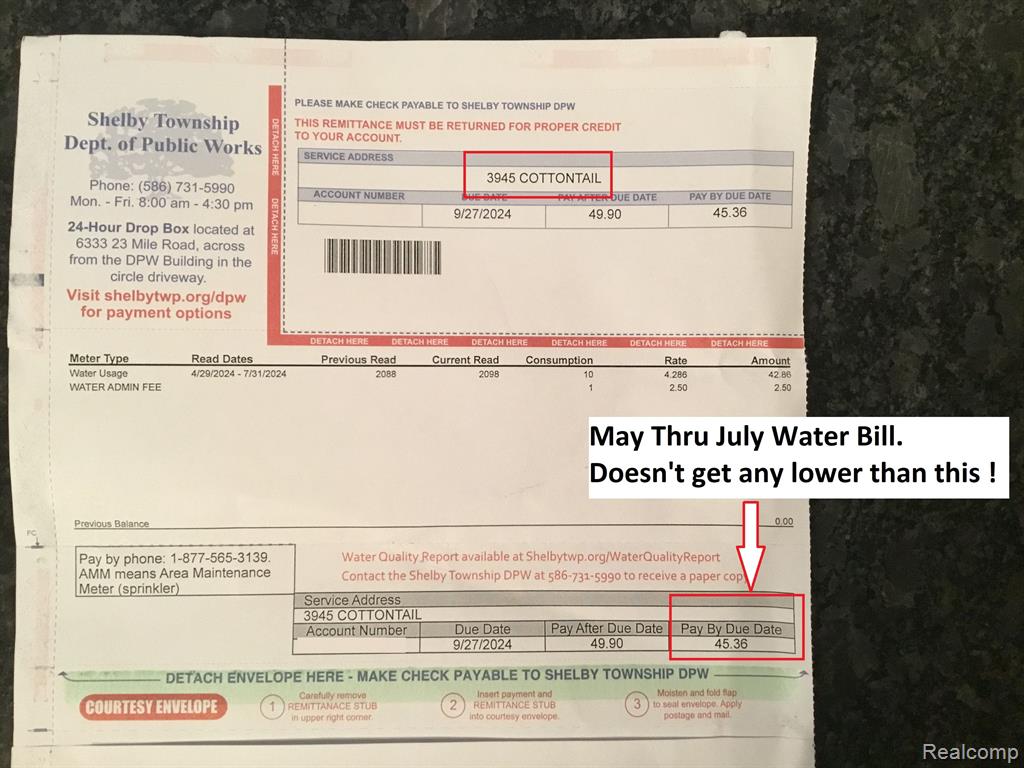 Shelby Township
Dept. of Public Works
Phone: (586) 731-5990
Mon. - Fri. 8:00 am - 4:30 pm
24-Hour Drop Box located at
6333 23 Mile Road, across
from the DPW Building in the
circle driveway.
Visit shelbytwp.org/dpw
for payment options
DETACH HERE
DETACH HERE
PLEASE MAKE CHECK PAYABLE TO SHELBY TOWNSHIP DPW
THIS REMITTANCE MUST BE RETURNED FOR PROPER CREDIT
TO YOUR ACCOUNT.
SERVICE ADDRESS
3945 COTTONTAIL
ACCOUNT NUMBER DUE DATE PAY AFTER DUE DATE PAY BY DUE DATE
9/27/2024 49.90 45.36
DETACH HERE DETACH HERE DETACH HERE DETACH HERE DETACH HERE DETACH HERE
Meter Type Read Dates Previous Read Current Read Consumption Rate Amount
Water Usage 4/29/2024 - 7/31/2024 2088 2098 10 4.286 42.86
WATER ADMIN FEE 1 2.50 2.50
May Thru July Water Bill.
Doesn't get any lower than this !
Previous Balance 0.00
FC
Pay by phone: 1-877-565-3139.
AMM means Area Maintenance
Meter (sprinkler)
Water Quality Report available at Shelbytwp.org/WaterQualityReport
Contact the Shelby Township DPW at 586-731-5990 to receive a paper copy
Service Address
3945 COTTONTAIL
Account Number Due Date Pay After Due Date Pay By Due Date
9/27/2024 49.90 45.36
DETACH ENVELOPE HERE - MAKE CHECK PAYABLE TO SHELBY TOWNSHIP DPW
COURTESY ENVELOPE
1 Carefully remove
REMITTANACE STUB
in upper right corner.
2 Insert payment and
REMITTANCE STUB
into courtesy envelope.
3 Moisten and fold flap
to seal envelope. Apply
postage and mail.
Realcomp